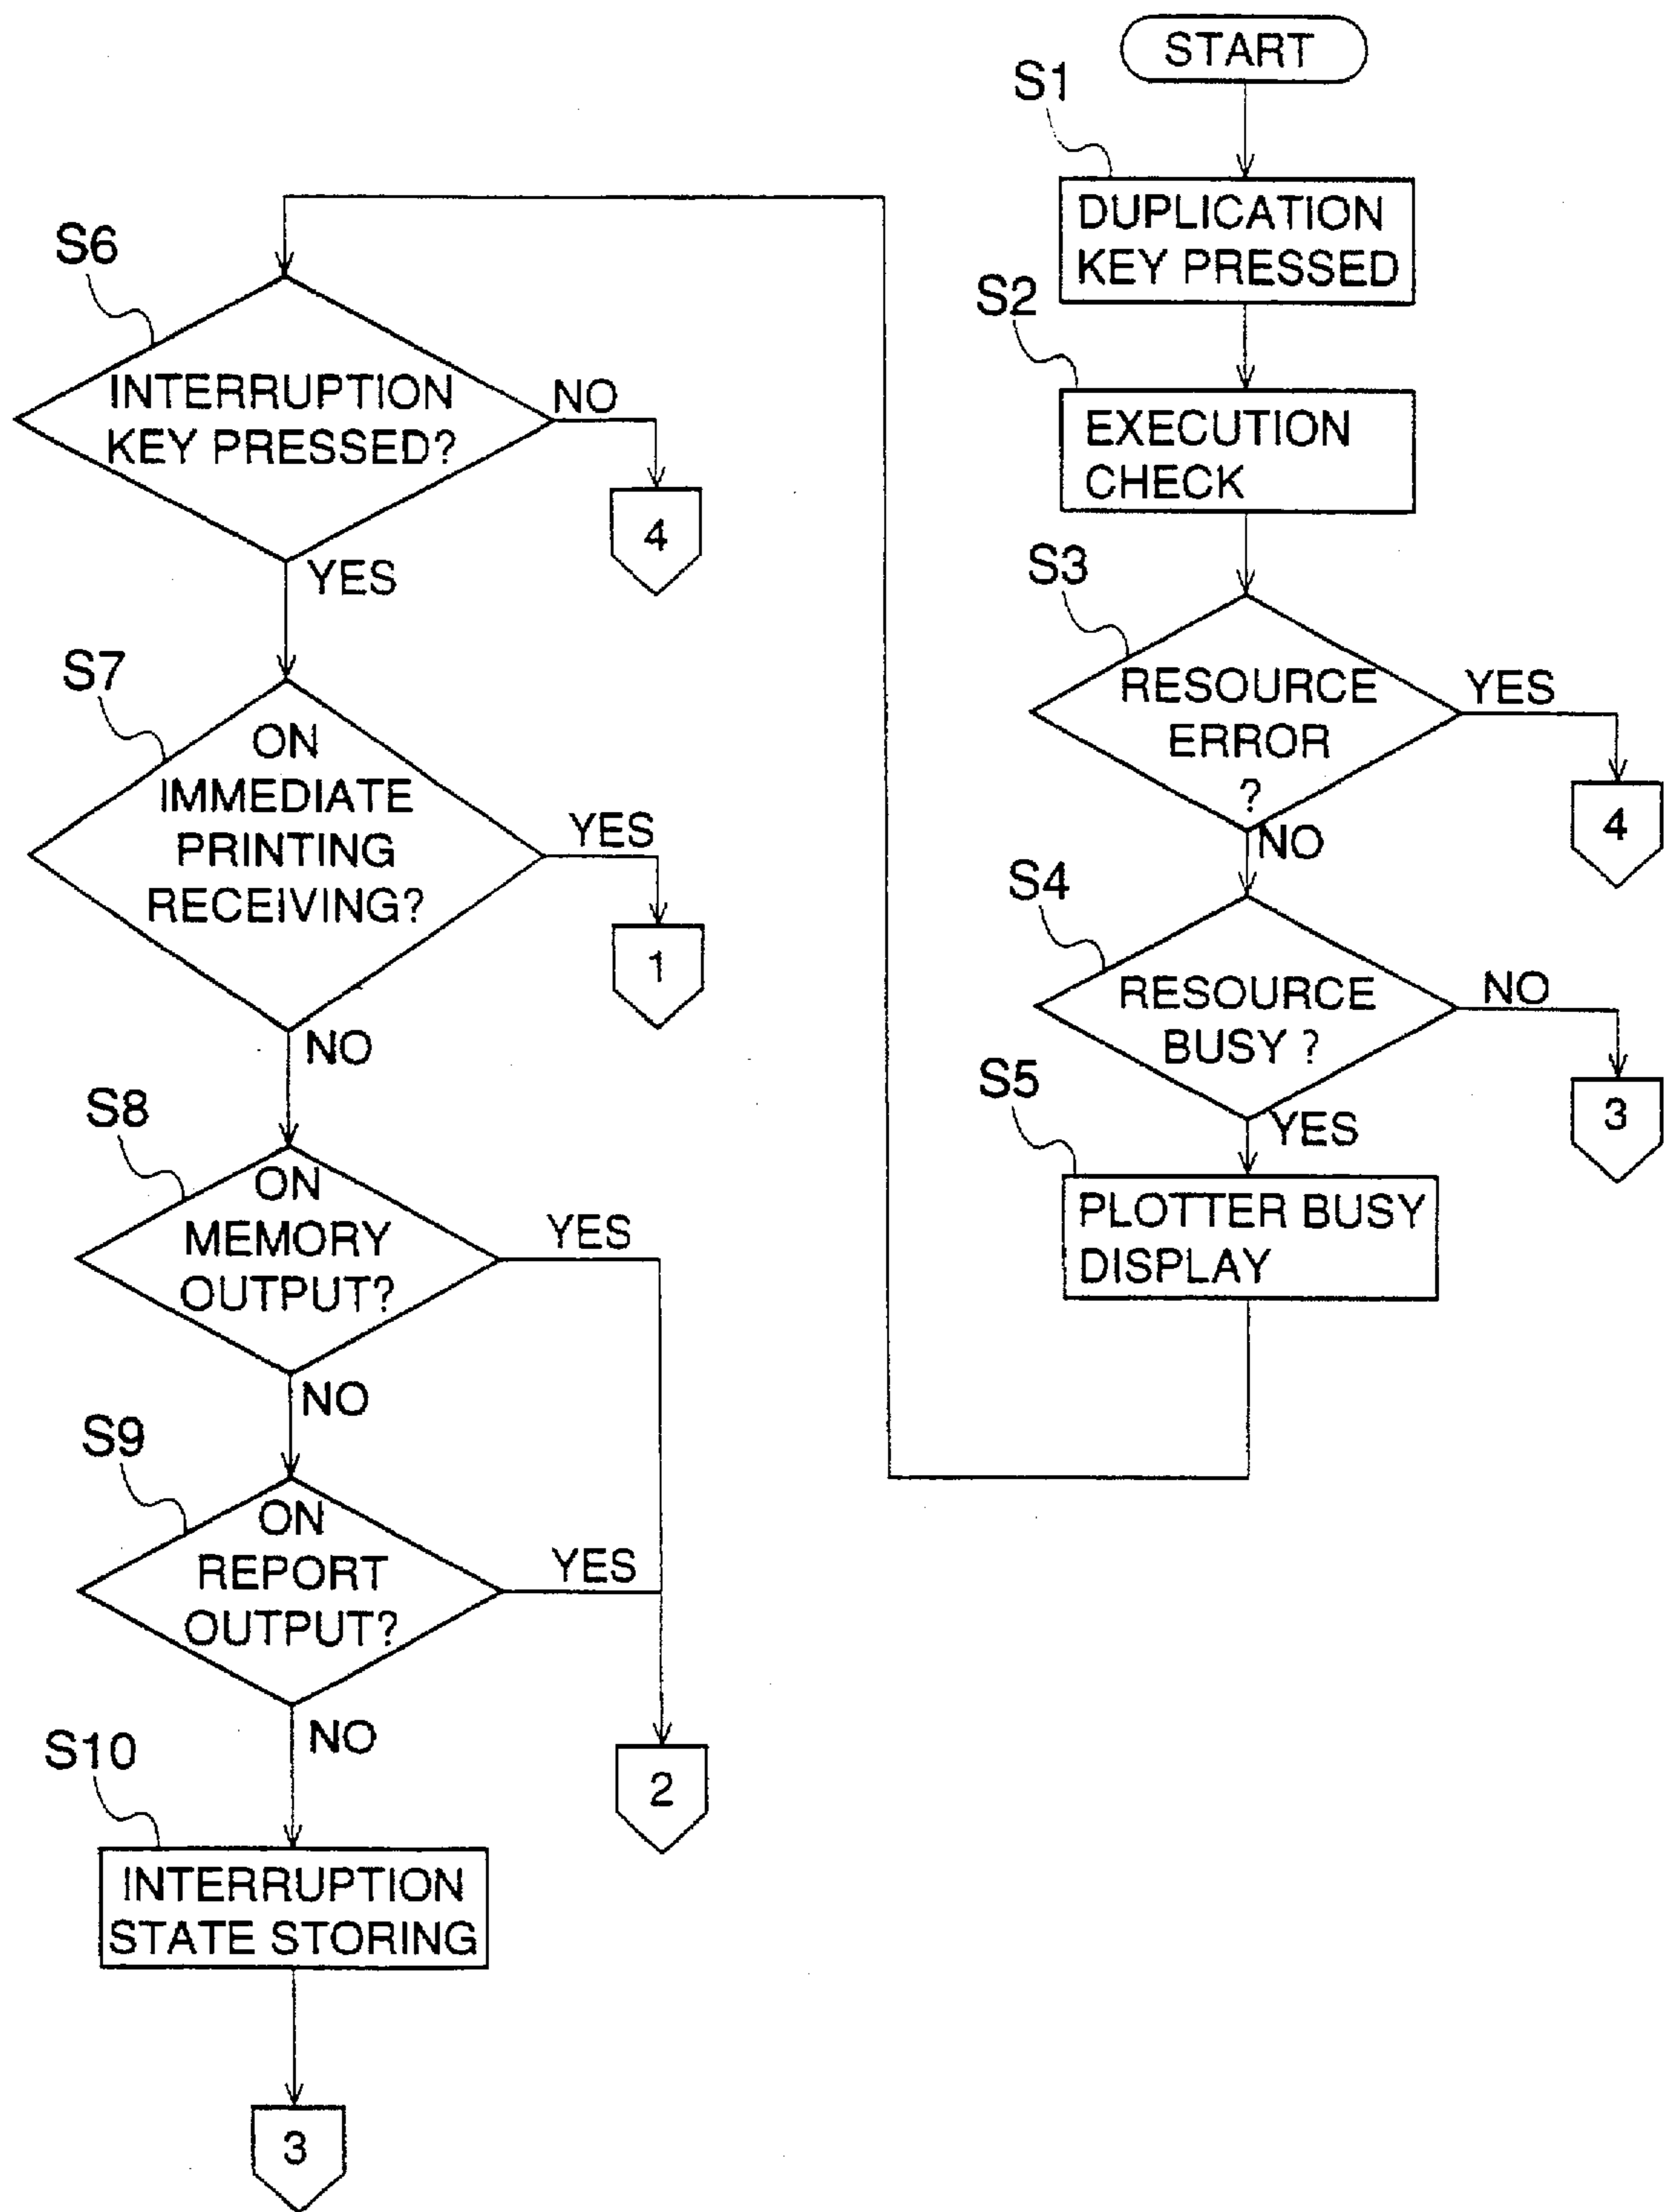 START
S1
DUPLICATION
KEY PRESSED
S2
EXECUTION
CHECK
S3
RESOURCE
ERROR
?
YES
4
NO
S4
RESOURCE
BUSY ?
NO
3
YES
S5
PLOTTER BUSY
DISPLAY
S6
INTERRUPTION
KEY PRESSED?
NO
4
YES
S7
ON
IMMEDIATE
PRINTING
RECEIVING?
YES
1
NO
S8
ON
MEMORY
OUTPUT?
YES
NO
S9
ON
REPORT
OUTPUT?
YES
2
NO
S10
INTERRUPTION
STATE STORING
3